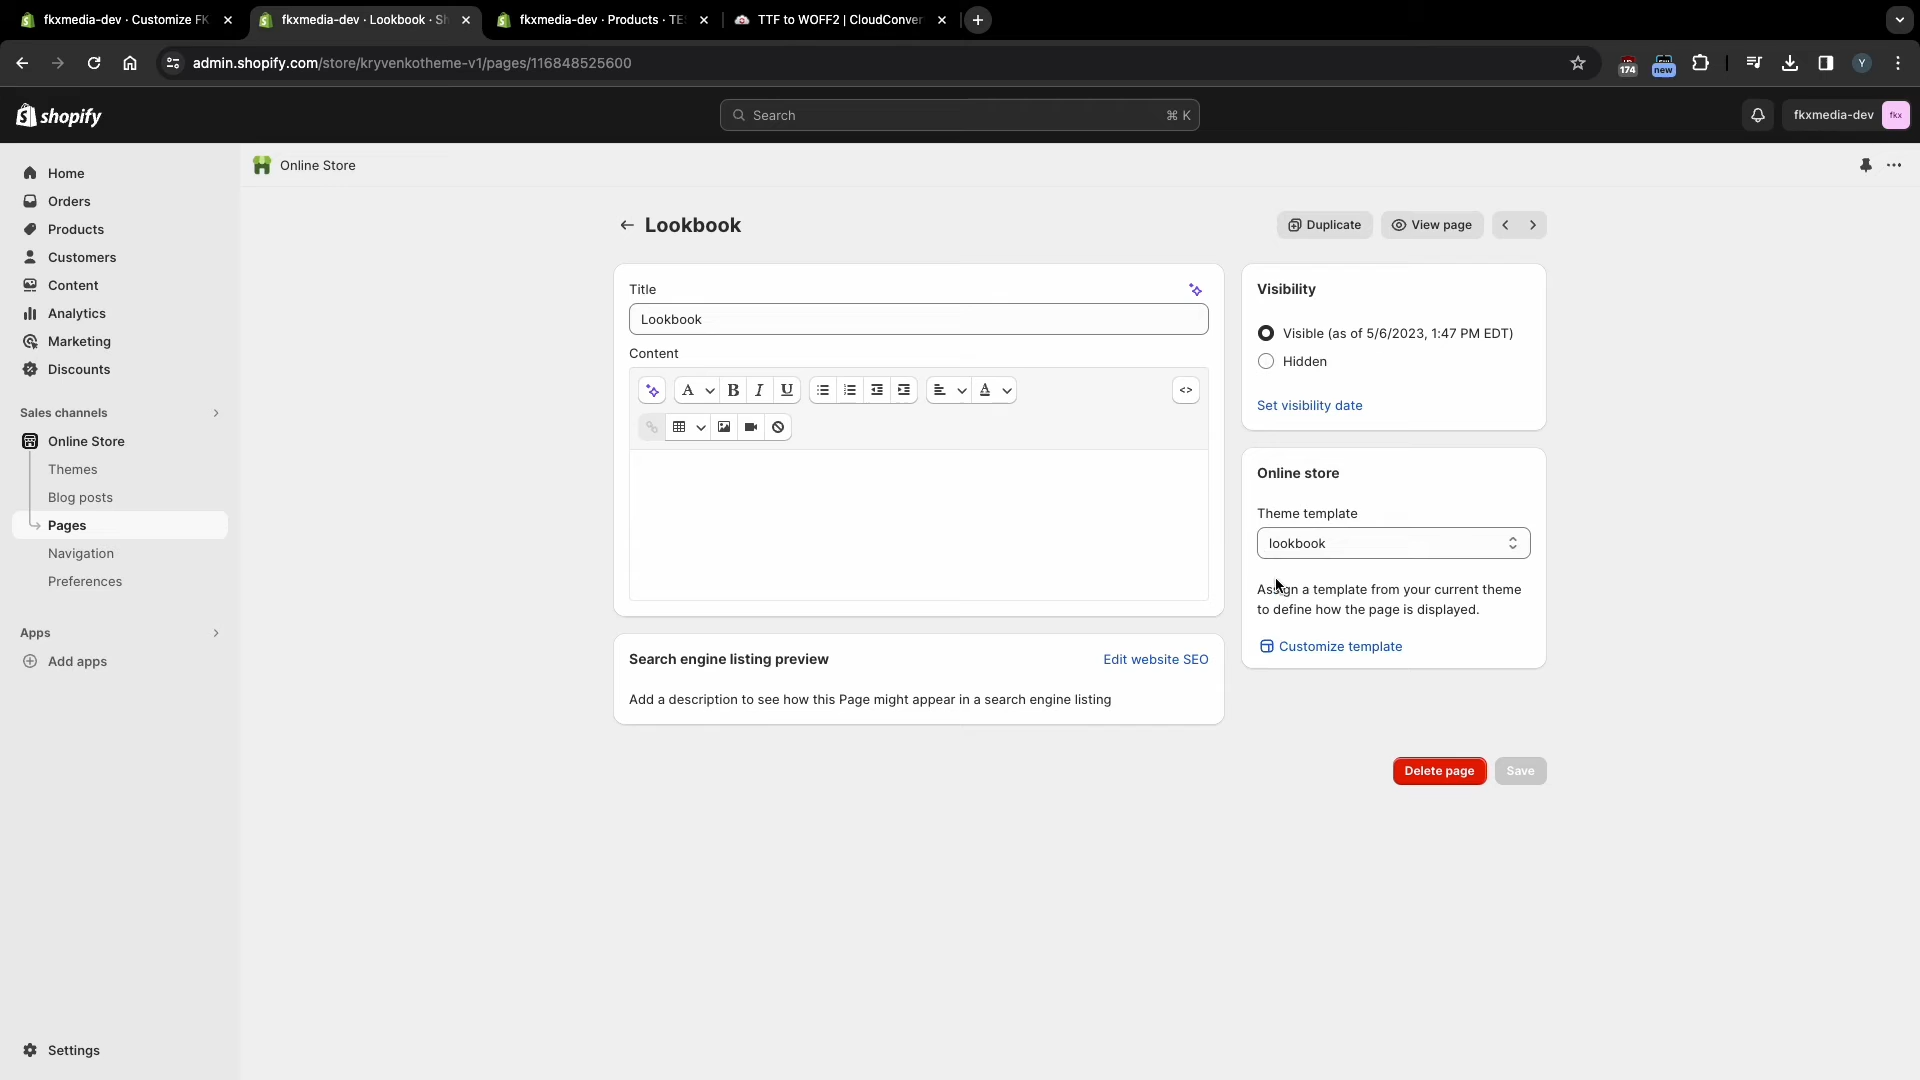 fkxmedia-dev · Customize FK
fkxmedia-dev · Lookbook · Sh
fkxmedia-dev · Products · TE
TTF to WOFF2 | CloudConver
admin.shopify.com/store/kryvenkotheme-v1/pages/116848525600
174
new
Y
shopify
Search
⌘ K
fkxmedia-dev
fkx
Home
Orders
Products
Customers
Content
Analytics
Marketing
Discounts
Sales channels
Online Store
Themes
Blog posts
Pages
Navigation
Preferences
Apps
Add apps
Settings
Online Store
Lookbook
Duplicate
View page
Title
Lookbook
Content
A
B
I
U
A
<>
Search engine listing preview
Edit website SEO
Add a description to see how this Page might appear in a search engine listing
Visibility
Visible (as of 5/6/2023, 1:47 PM EDT)
Hidden
Set visibility date
Online store
Theme template
lookbook
Assign a template from your current theme
to define how the page is displayed.
Customize template
Delete page
Save